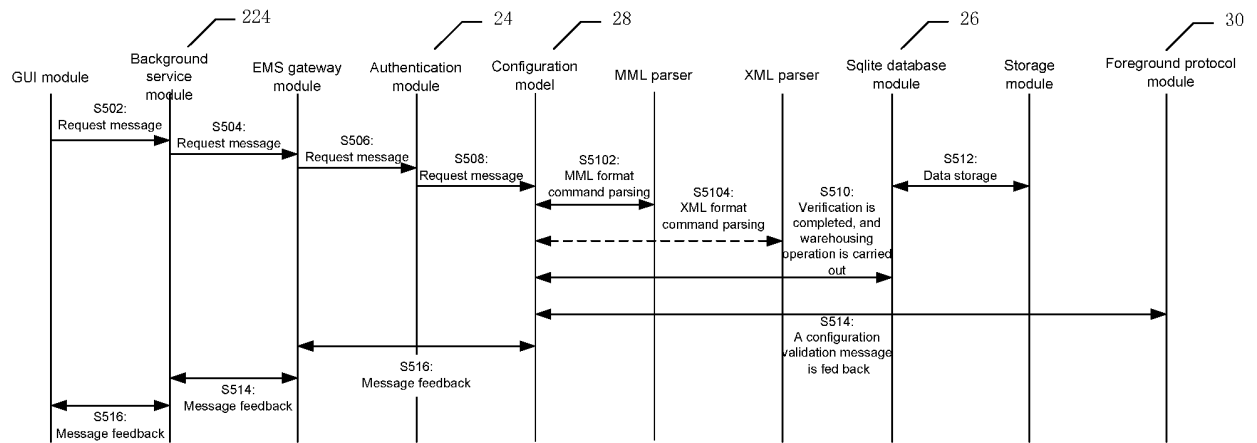 224
24
28
26
30
GUI module
Background
service
module
EMS gateway
module
Authentication
module
Configuration
model
MML parser
XML parser
Sqlite database
module
Storage
module
Foreground protocol
module
S502:
Request message
S504:
Request message
S506:
Request message
S508:
Request message
S5102:
MML format
command parsing
S5104:
XML format
command parsing
S510:
Verification is
completed, and
warehousing
operation is carried
out
S512:
Data storage
S514:
A configuration
validation message
is fed back
S516:
Message feedback
S514:
Message feedback
S516:
Message feedback